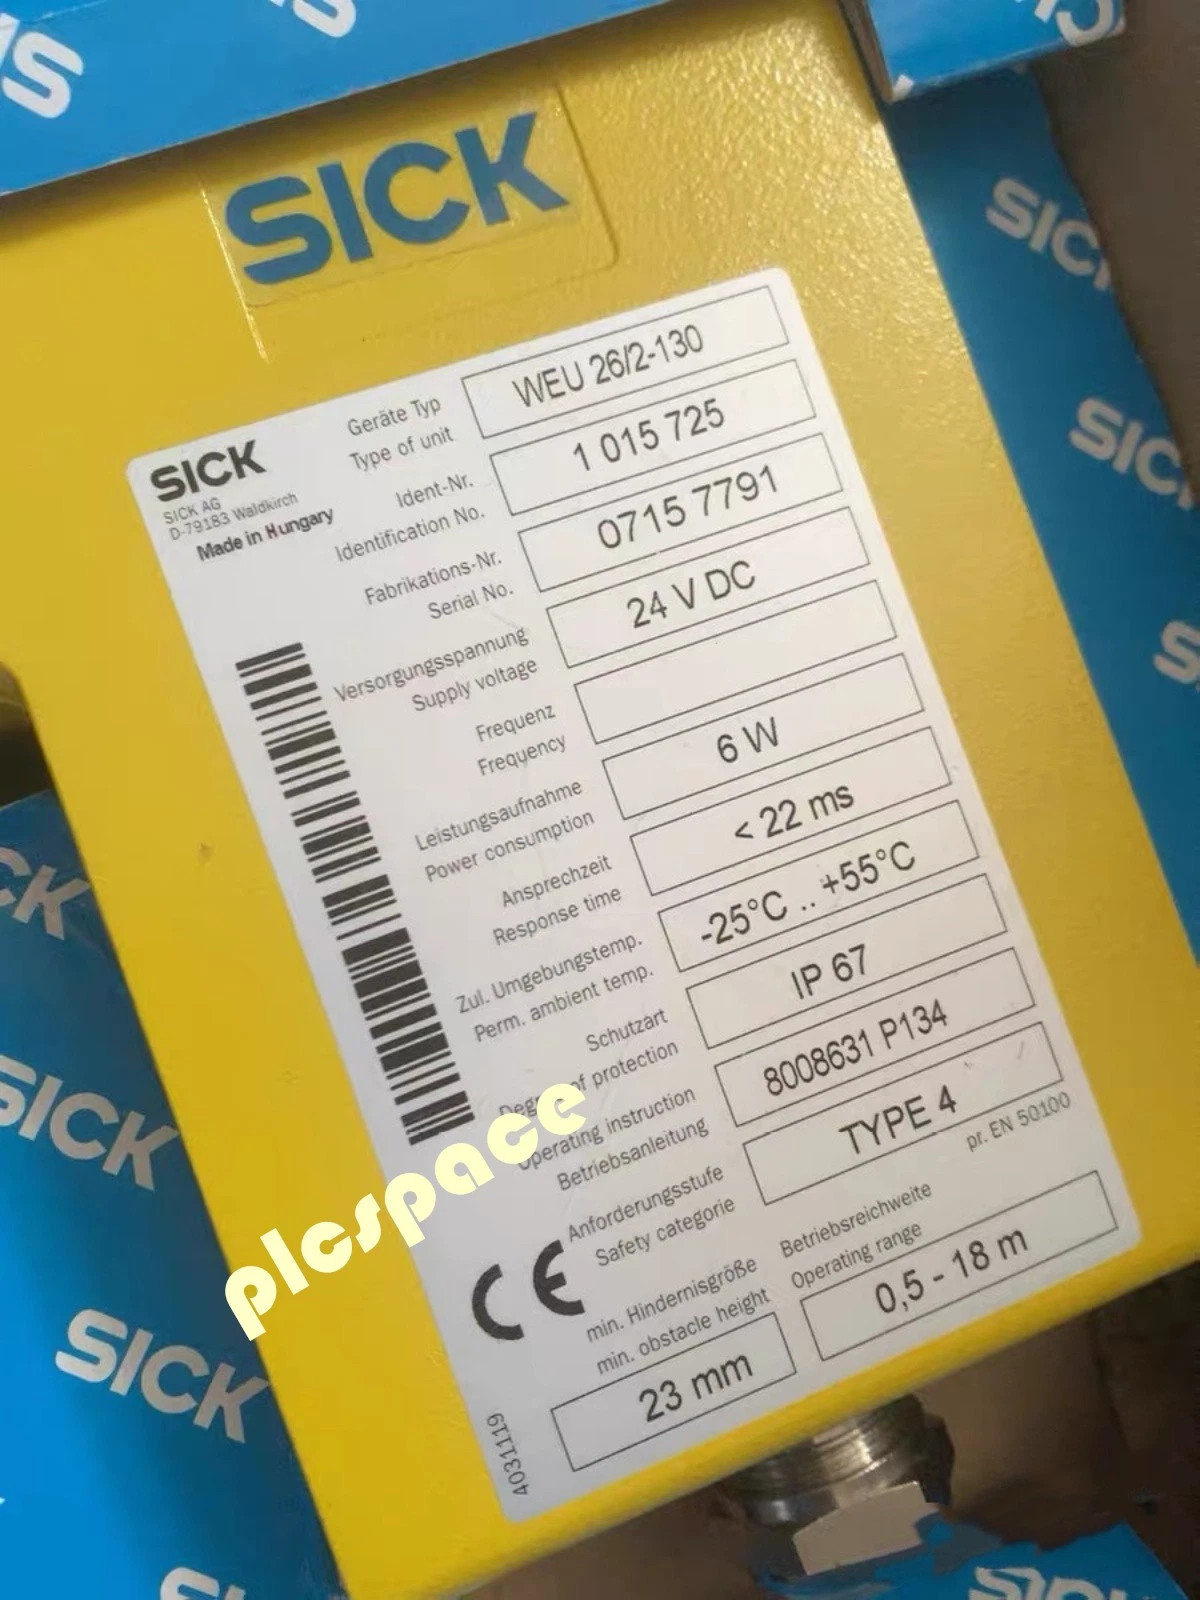 SICK
SICK
SICK AG
D-79183 Waldkirch
Made in Hungary
Geräte Typ
Type of unit
WEU 26/2-130
Ident-Nr.
Identification No.
1 015 725
Fabrikations-Nr.
Serial No.
0715 7791
Versorgungsspannung
Supply voltage
24 V DC
Frequenz
Frequency
Leistungsaufnahme
Power consumption
6 W
Ansprechzeit
Response time
< 22 ms
Zul. Umgebungstemp.
Perm. ambient temp.
-25°C .. +55°C
Schutzart
Degree of protection
IP 67
Operating instruction
Betriebsanleitung
8008631 P134
Anforderungsstufe
Safety categorie
TYPE 4
pr. EN 50100
CE
min. Hindernisgröße
min. obstacle height
23 mm
Betriebsreichweite
Operating range
0,5 - 18 m
4031119
plcspace
SICK
SICK
SICK
SICK